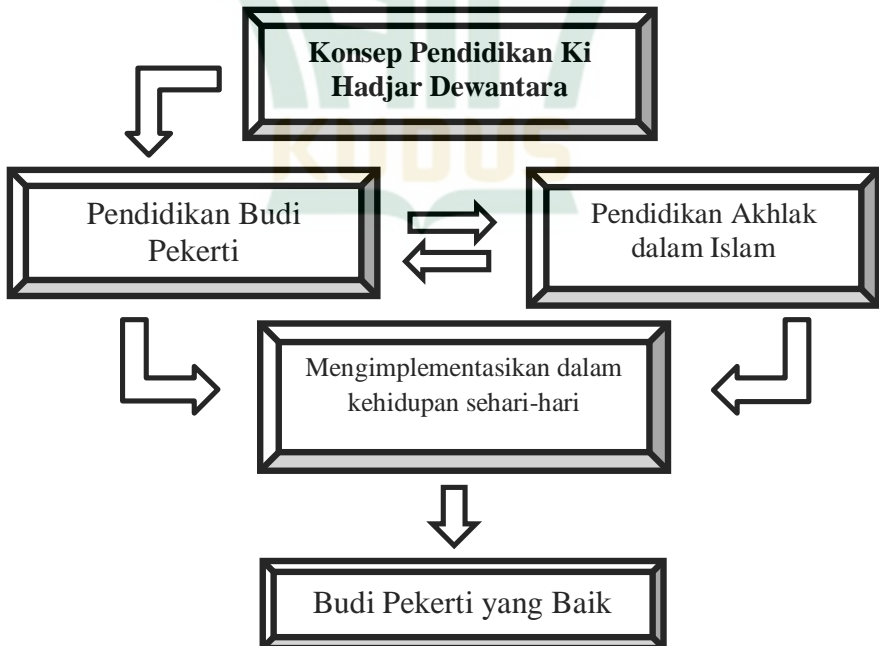 Konsep Pendidikan Ki
Hadjar Dewantara
KUDUS
Pendidikan Budi
Pekerti
Pendidikan Akhlak
dalam Islam
Mengimplementasikan dalam
kehidupan sehari-hari
Budi Pekerti yang Baik